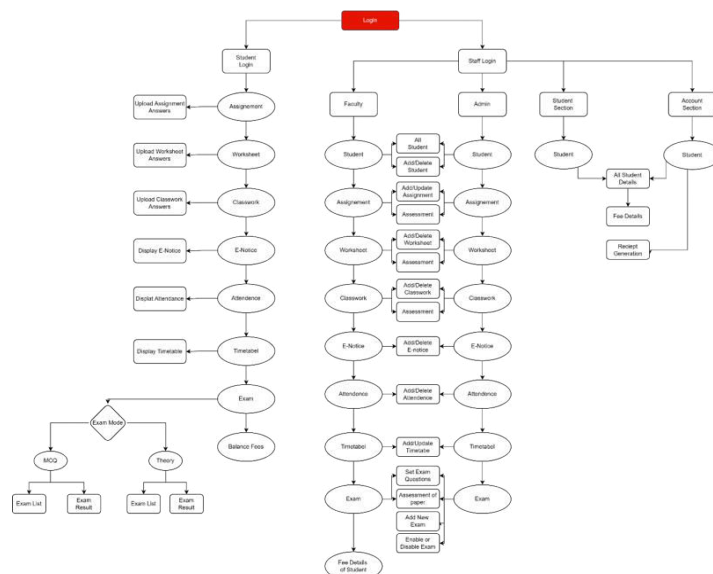 Login
Student
Login
Staff Login
Upload Assignment
Answers
Assignement
Upload Worksheet
Answers
Worksheet
Upload Classwork
Answers
Classwork
Display E-Notice
E-Notice
Displat Attendance
Attendence
Display Timetable
Timetabel
Exam
Exam Mode
Balance Fees
MCQ
Theory
Exam List
Exam
Result
Exam List
Exam
Result
Faculty
Admin
Student
Section
Account
Section
Student
All
Student
Add/Delete
Student
Student
Student
Student
Assignement
Add/Update
Assignment
Assessment
Assignement
All Student
Details
Fee Details
Reciept
Generation
Worksheet
Add/Delete
Worksheet
Assessment
Worksheet
Classwork
Add/Delete
Classwork
Assessment
Classwork
E-Notice
Add/Delete
E-notice
E-Notice
Attendence
Add/Delete
Attendence
Attendence
Timetabel
Add/Update
Timetable
Timetabel
Exam
Set Exam
Questions
Assessment of
paper
Add New
Exam
Enable or
Disable Exam
Exam
Fee Details
of Student